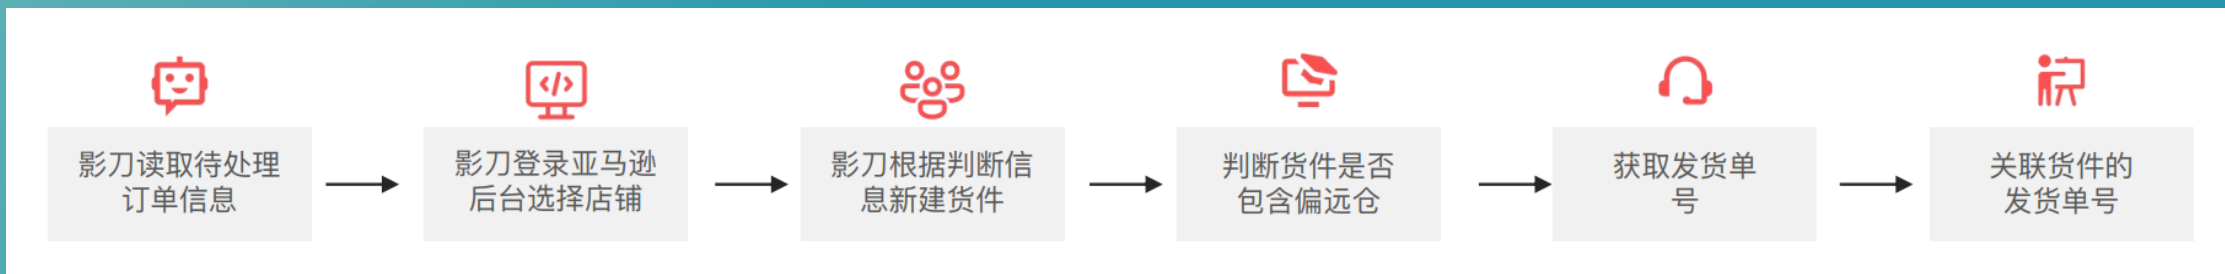 影刀读取待处理
订单信息
影刀登录亚马逊
后台选择店铺
影刀根据判断信
息新建货件
判断货件是否
包含偏远仓
获取发货单
号
关联货件的
发货单号